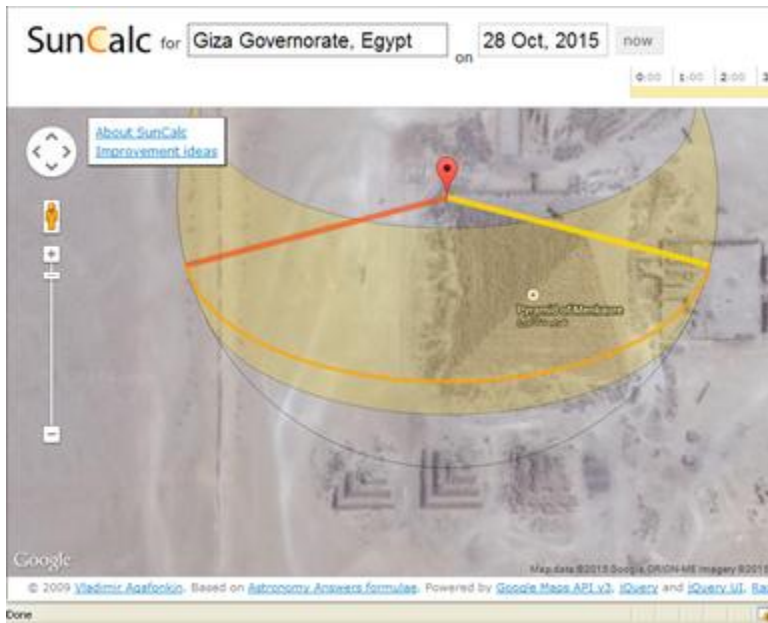 SunCalc for Giza Governorate, Egypt on 28 Oct, 2015 now
0:00 1:00 2:00 3
About SunCalc
Improvement ideas
Pyramid of Menkaure
Google
Map data ©2015 Google, ORION-ME Imagery ©2015
© 2009 Vladimir Agafonkin. Based on Astronomy Answers formulae. Powered by Google Maps API v3, jQuery and jQuery UI,
Done